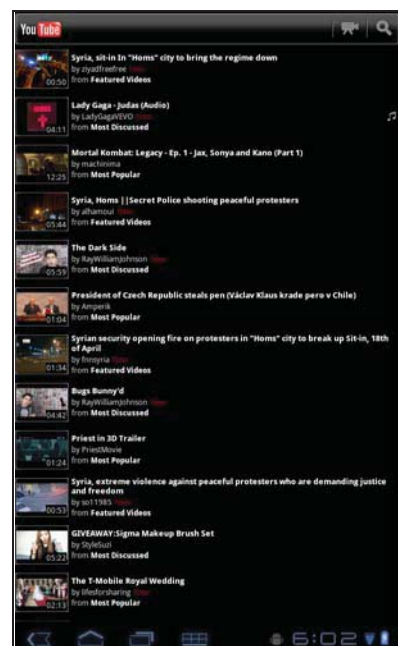 YouTube
Syria, sit-in In "Homs" city to bring the regime down
by ziyadfreefree New
00:50 from Featured Videos
Lady Gaga - Judas (Audio)
by LadyGagaVEVO New
04:11 from Most Discussed
Mortal Kombat: Legacy - Ep. 1 - Jax, Sonya and Kano (Part 1)
by machinima
12:25 from Most Popular
Syria, Homs ||Secret Police shooting peaceful protesters
by alhamoui New
05:44 from Featured Videos
The Dark Side
by RayWilliamJohnson New
05:59 from Most Discussed
President of Czech Republic steals pen (Václav Klaus krade pero v Chile)
by Amperik
01:04 from Most Popular
Syrian security opening fire on protesters in "Homs" city to break up Sit-in, 18th
of April
by fnnsyria New
01:34 from Featured Videos
Bugs Bunny'd
by RayWilliamJohnson New
04:42 from Most Discussed
Priest in 3D Trailer
by PriestMovie
01:24 from Most Popular
Syria, extreme violence against peaceful protesters who are demanding justice
and freedom
by so11985 New
00:53 from Featured Videos
GIVEAWAY:Sigma Makeup Brush Set
by StyleSuzi
05:22 from Most Discussed
The T-Mobile Royal Wedding
by lifesforsharing New
02:13 from Most Popular
6:02